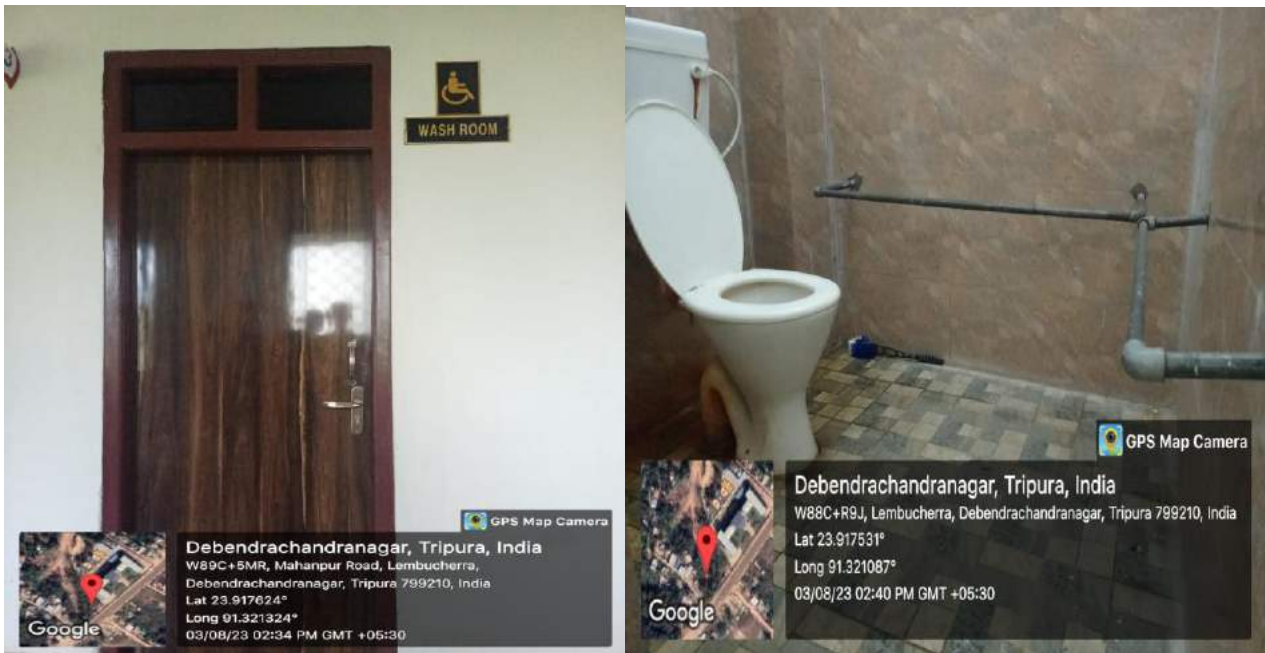 WASH ROOM
GPS Map Camera
Debendrachandranagar, Tripura, India
W89C+5MR, Mahanpur Road, Lembucherra,
Debendrachandranagar, Tripura 799210, India
Lat 23.917624°
Long 91.321324°
03/08/23 02:34 PM GMT +05:30
Google
GPS Map Camera
Debendrachandranagar, Tripura, India
W88C+R9J, Lembucherra, Debendrachandranagar, Tripura 799210, India
Lat 23.917531°
Long 91.321087°
03/08/23 02:40 PM GMT +05:30
Google